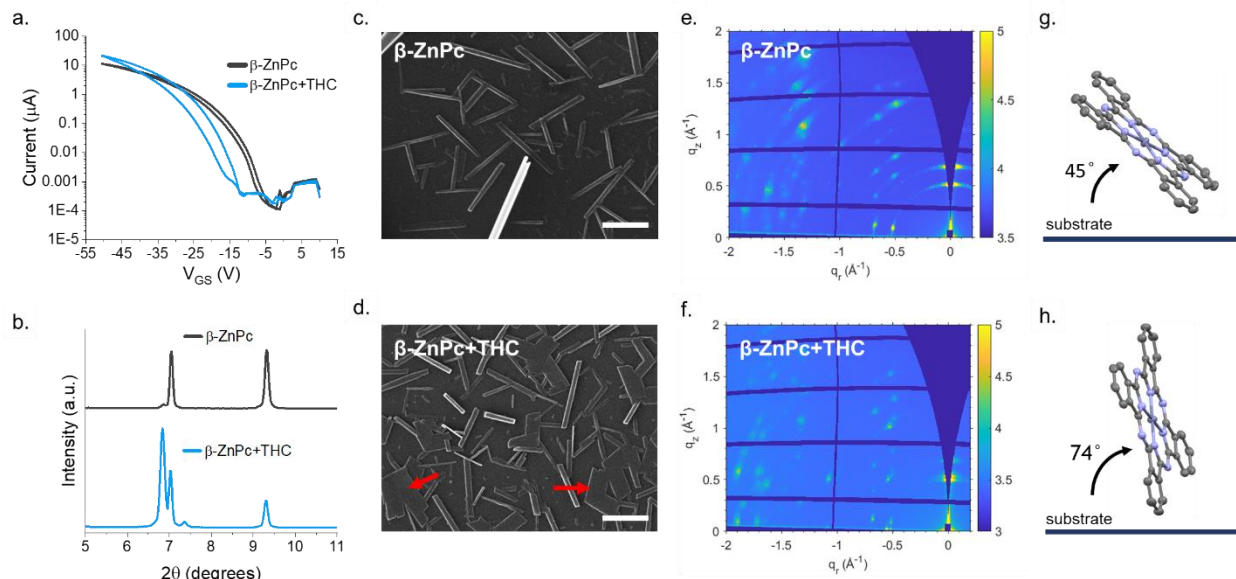 a.
100
10
1
0.1
0.01
0.001
1E-4
1E-5
Current (µA)
β-ZnPc
β-ZnPc+THC
-55 -45 -35 -25 -15 -5 5 15
V_GS (V)
b.
β-ZnPc
β-ZnPc+THC
Intensity (a.u.)
5 6 7 8 9 10 11
2θ (degrees)
c.
β-ZnPc
d.
β-ZnPc+THC
e.
β-ZnPc
2
1.5
1
0.5
0
q_z (Å⁻¹)
-2 -1.5 -1 -0.5 0
q_r (Å⁻¹)
5
4.5
4
3.5
f.
β-ZnPc+THC
2
1.5
1
0.5
0
q_z (Å⁻¹)
-2 -1.5 -1 -0.5 0
q_r (Å⁻¹)
5
4.5
4
3.5
3
g.
45°
substrate
h.
74°
substrate